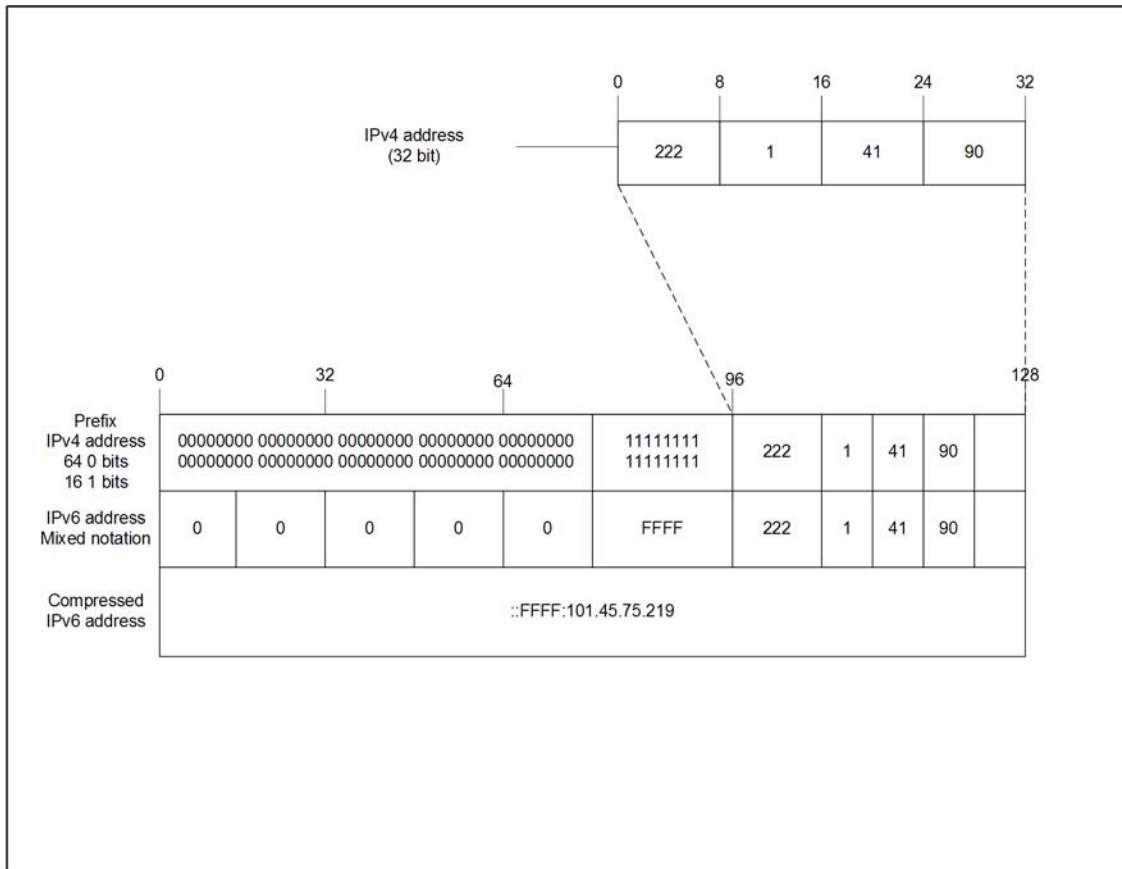 0 8 16 24 32
IPv4 address
(32 bit)
222 1 41 90
0 32 64 96 128
Prefix
IPv4 address
64 0 bits
16 1 bits
00000000 00000000 00000000 00000000 00000000
00000000 00000000 00000000 00000000 00000000
11111111
11111111
222 1 41 90
IPv6 address
Mixed notation
0 0 0 0 0 FFFF 222 1 41 90
Compressed
IPv6 address
::FFFF:101.45.75.219